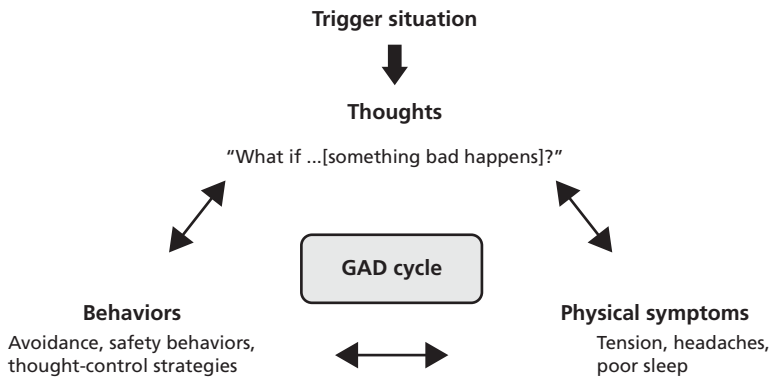 Trigger situation
Thoughts
“What if ...[something bad happens]?”
GAD cycle
Behaviors
Avoidance, safety behaviors,
thought-control strategies
Physical symptoms
Tension, headaches,
poor sleep